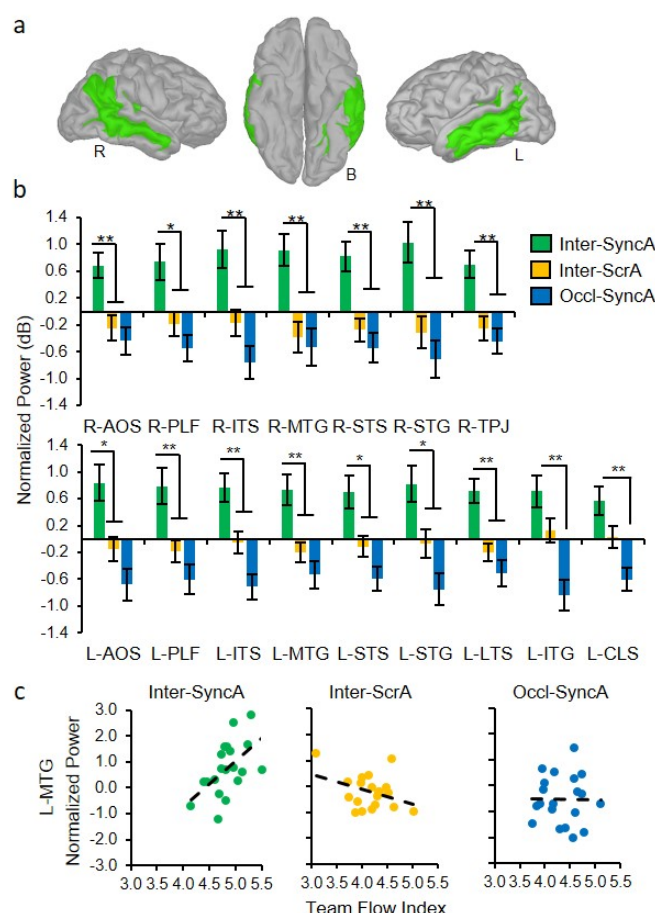 a
R
B
L
b
** * ** ** ** ** **
Inter-SyncA
Inter-ScrA
Occl-SyncA
1.4
1.0
0.6
0.2
-0.2
-0.6
-1.0
-1.4
Normalized Power (dB)
R-AOS R-PLF R-ITS R-MTG R-STS R-STG R-TPJ
* ** ** ** * * ** ** **
1.4
1.0
0.6
0.2
-0.2
-0.6
-1.0
-1.4
L-AOS L-PLF L-ITS L-MTG L-STS L-STG L-LTS L-ITG L-CLS
c
Inter-SyncA Inter-ScrA Occl-SyncA
L-MTG
Normalized Power
3.0
2.0
1.0
0.0
-1.0
-2.0
-3.0
3.0 3.5 4.0 4.5 5.0 5.5 3.0 3.5 4.0 4.5 5.0 5.5 3.0 3.5 4.0 4.5 5.0 5.5
Team Flow Index